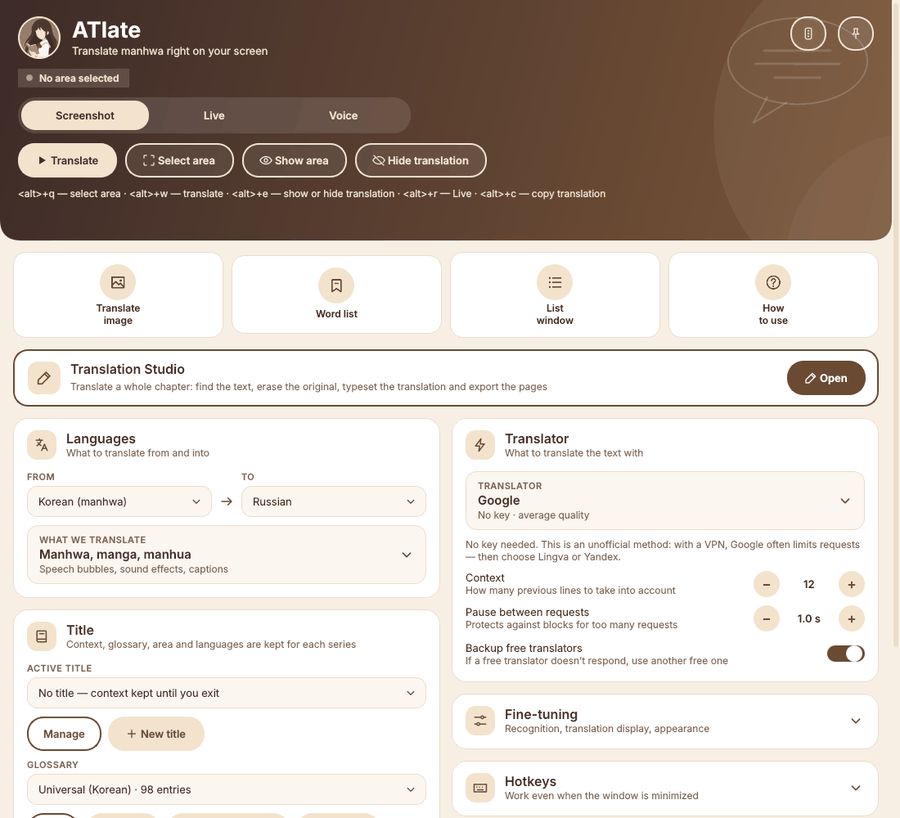 ATlate
Translate manhwa right on your screen
No area selected
Screenshot
Live
Voice
Translate
Select area
Show area
Hide translation
<alt>+q — select area · <alt>+w — translate · <alt>+e — show or hide translation · <alt>+r — Live · <alt>+c — copy translation
Translate
image
Word list
List
window
How
to use
Translation Studio
Translate a whole chapter: find the text, erase the original, typeset the translation and export the pages
Open
Languages
What to translate from and into
FROM
TO
Korean (manhwa)
→
Russian
WHAT WE TRANSLATE
Manhwa, manga, manhua
Speech bubbles, sound effects, captions
Title
Context, glossary, area and languages are kept for each series
ACTIVE TITLE
No title — context kept until you exit
Manage
+ New title
GLOSSARY
Universal (Korean) · 98 entries
Translator
What to translate the text with
TRANSLATOR
Google
No key · average quality
No key needed. This is an unofficial method: with a VPN, Google often limits requests
— then choose Lingva or Yandex.
Context
How many previous lines to take into account
− 12 +
Pause between requests
Protects against blocks for too many requests
− 1.0 s +
Backup free translators
If a free translator doesn't respond, use another free one
Fine-tuning
Recognition, translation display, appearance
Hotkeys
Work even when the window is minimized